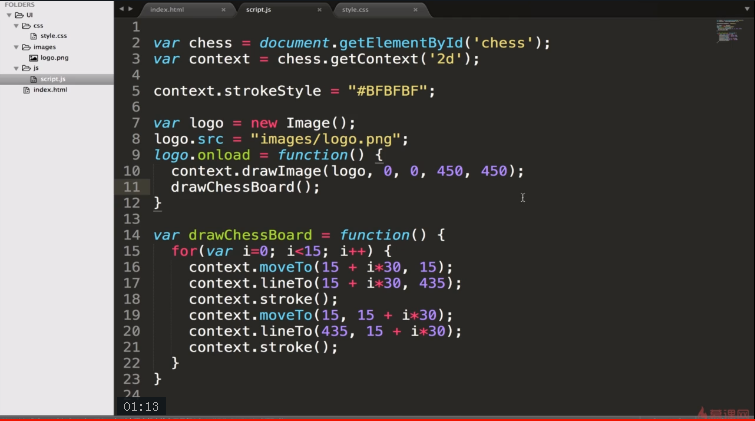 FOLDERS
UI
css
style.css
images
logo.png
js
script.js
index.html
index.html × script.js × style.css ×
1
2 var chess = document.getElementById('chess');
3 var context = chess.getContext('2d');
4
5 context.strokeStyle = "#BFBFBF";
6
7 var logo = new Image();
8 logo.src = "images/logo.png";
9 logo.onload = function() {
10 context.drawImage(logo, 0, 0, 450, 450);
11 drawChessBoard();
12 }
13
14 var drawChessBoard = function() {
15 for(var i=0; i<15; i++) {
16 context.moveTo(15 + i*30, 15);
17 context.lineTo(15 + i*30, 435);
18 context.stroke();
19 context.moveTo(15, 15 + i*30);
20 context.lineTo(435, 15 + i*30);
21 context.stroke();
22 }
23 }
24
01:13
慕课网